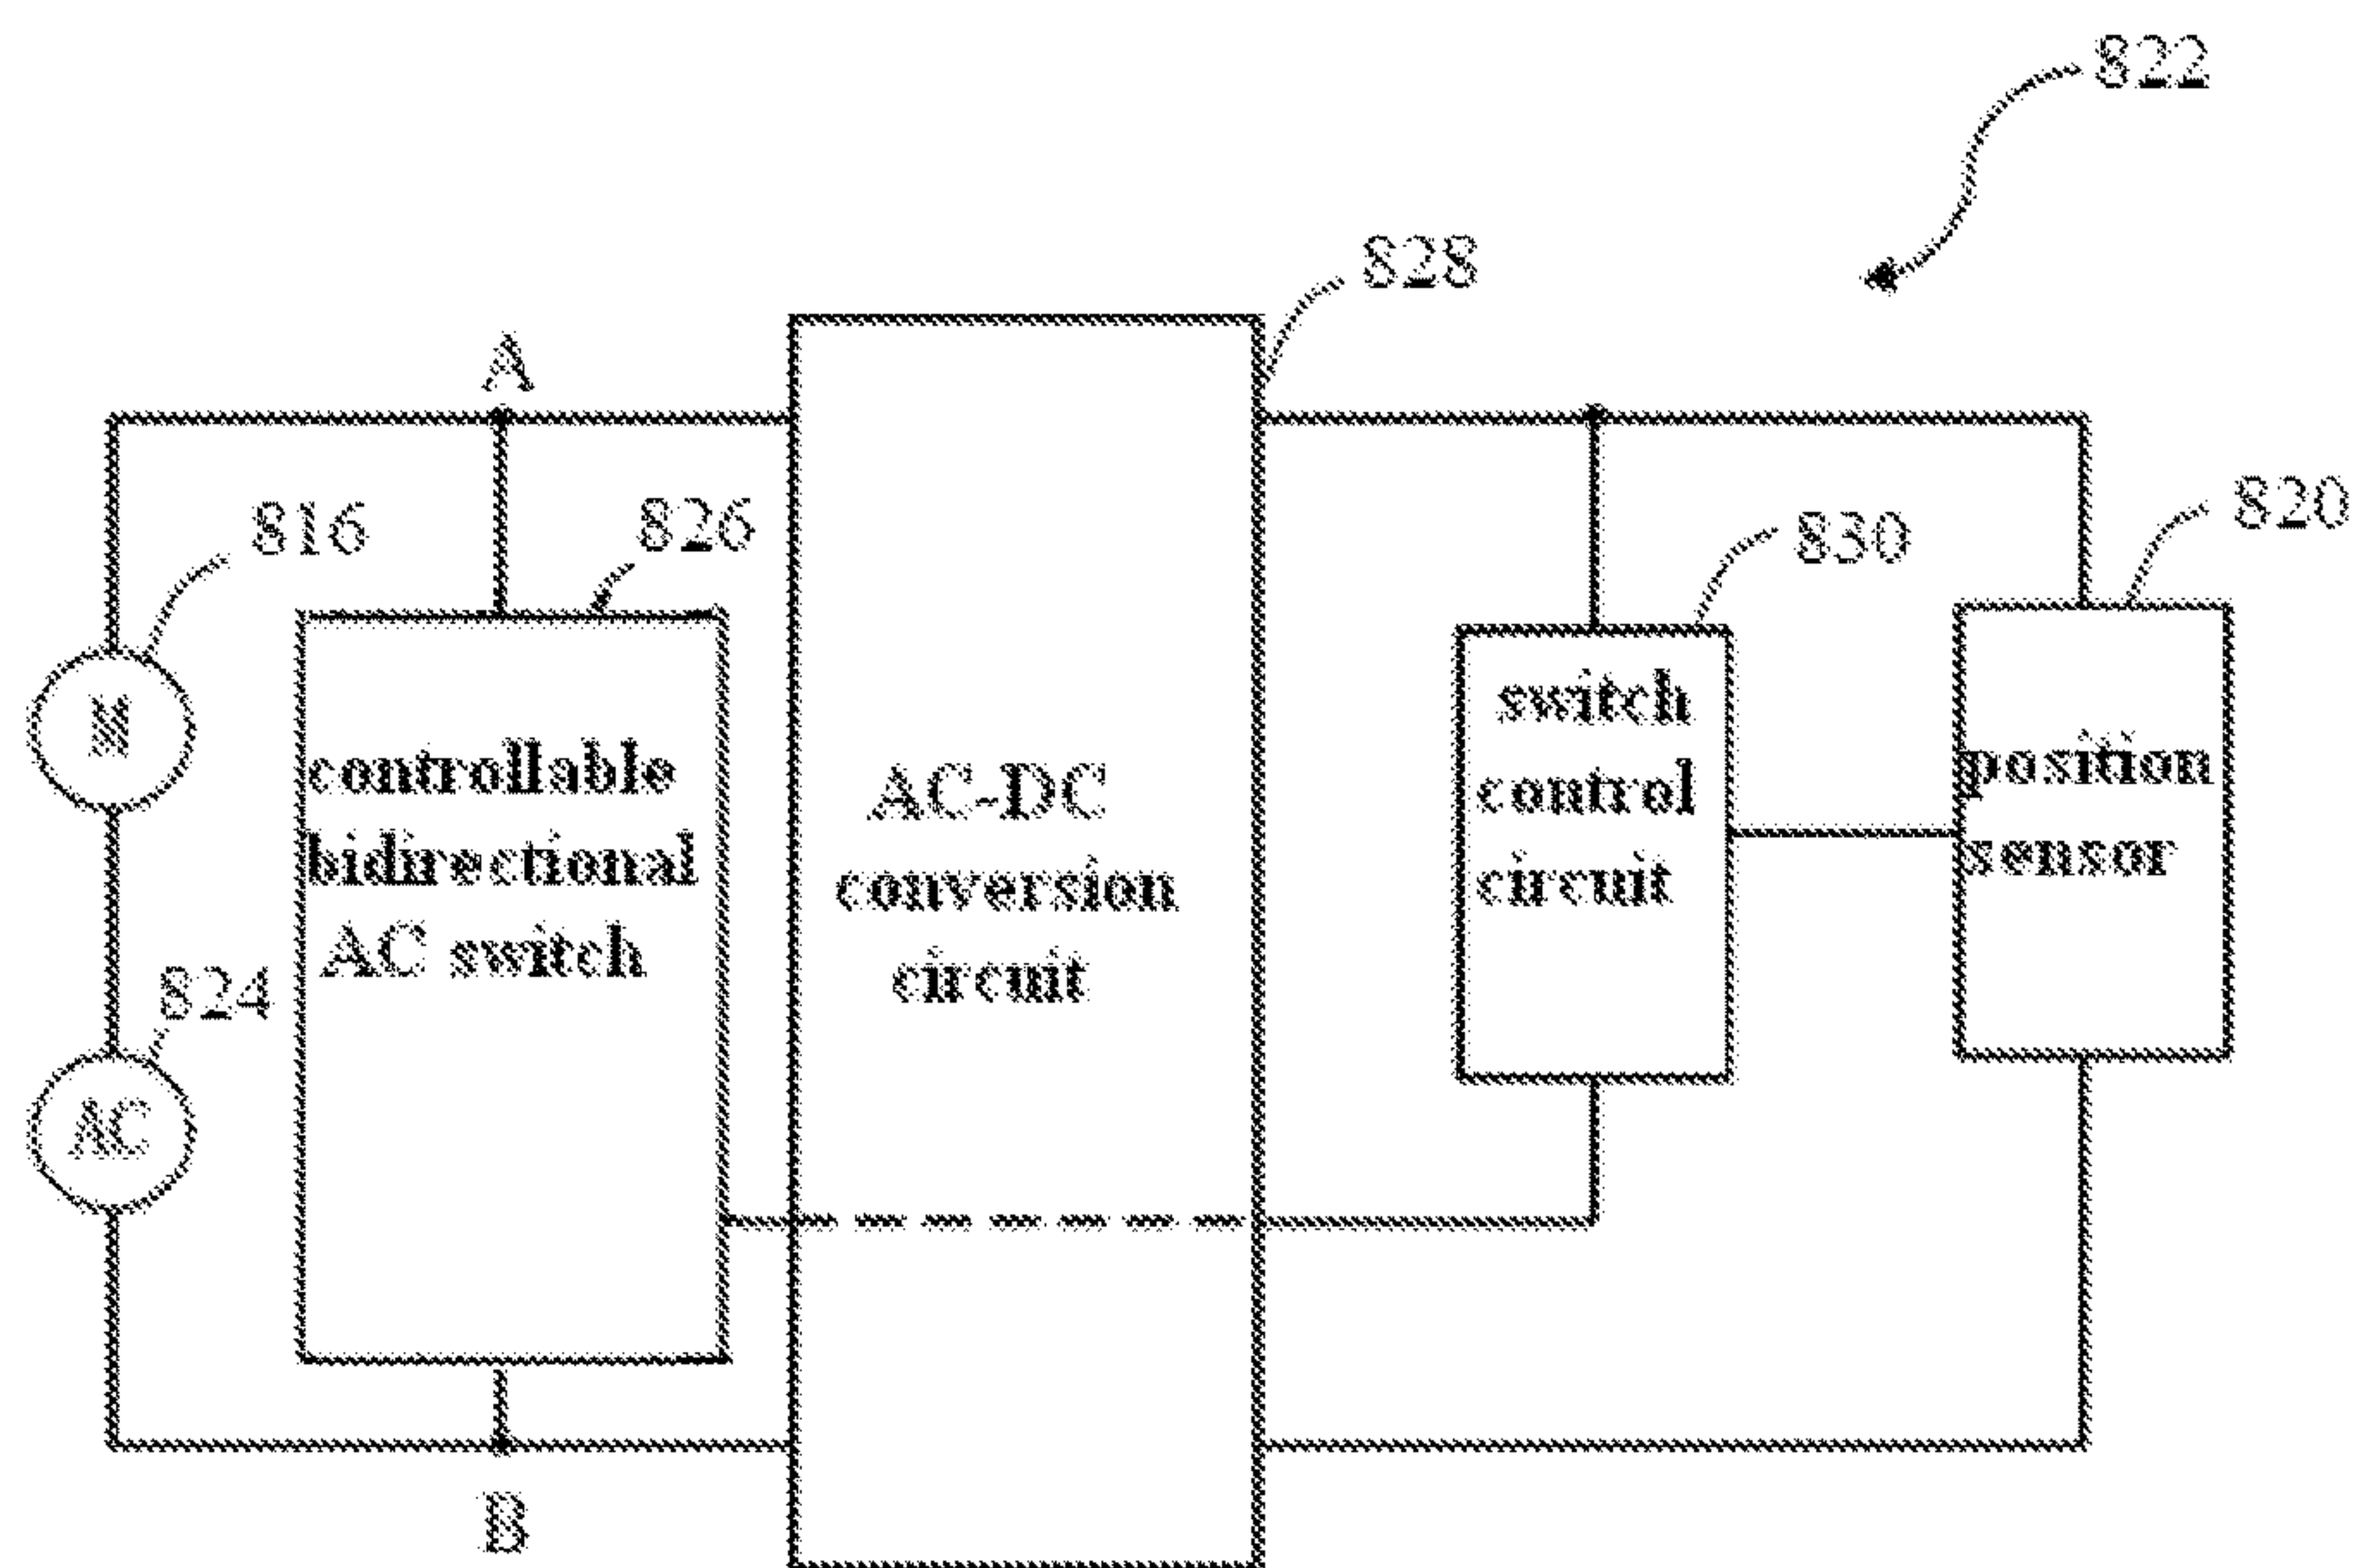 822
828
A
816
826
830
820
M
controllable
bidirectional
AC switch
AC-DC
conversion
circuit
switch
control
circuit
position
sensor
824
AC
B